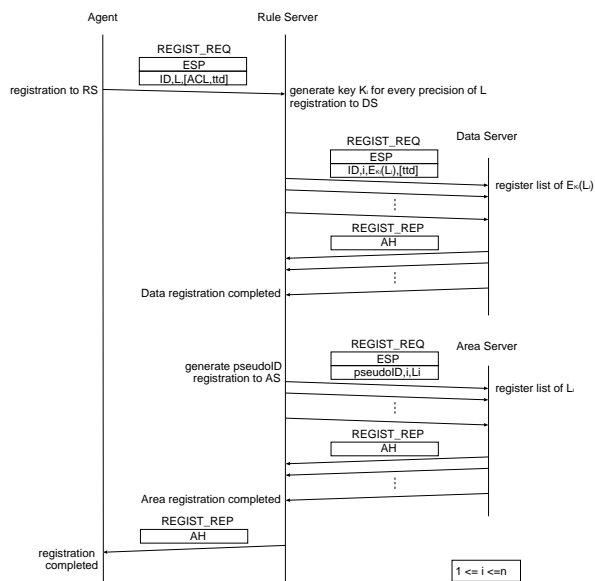 Agent
Rule Server
REGIST_REQ
ESP
ID,L,[ACL,ttd]
registration to RS
generate key Ki for every precision of L
registration to DS
Data Server
REGIST_REQ
ESP
ID,i,EKi(Li),[ttd]
register list of EKi(Li)
REGIST_REP
AH
Data registration completed
REGIST_REQ
Area Server
ESP
generate pseudoID
pseudoID,i,Li
registration to AS
register list of Li
REGIST_REP
AH
Area registration completed
REGIST_REP
AH
registration
completed
1 <= i <=n